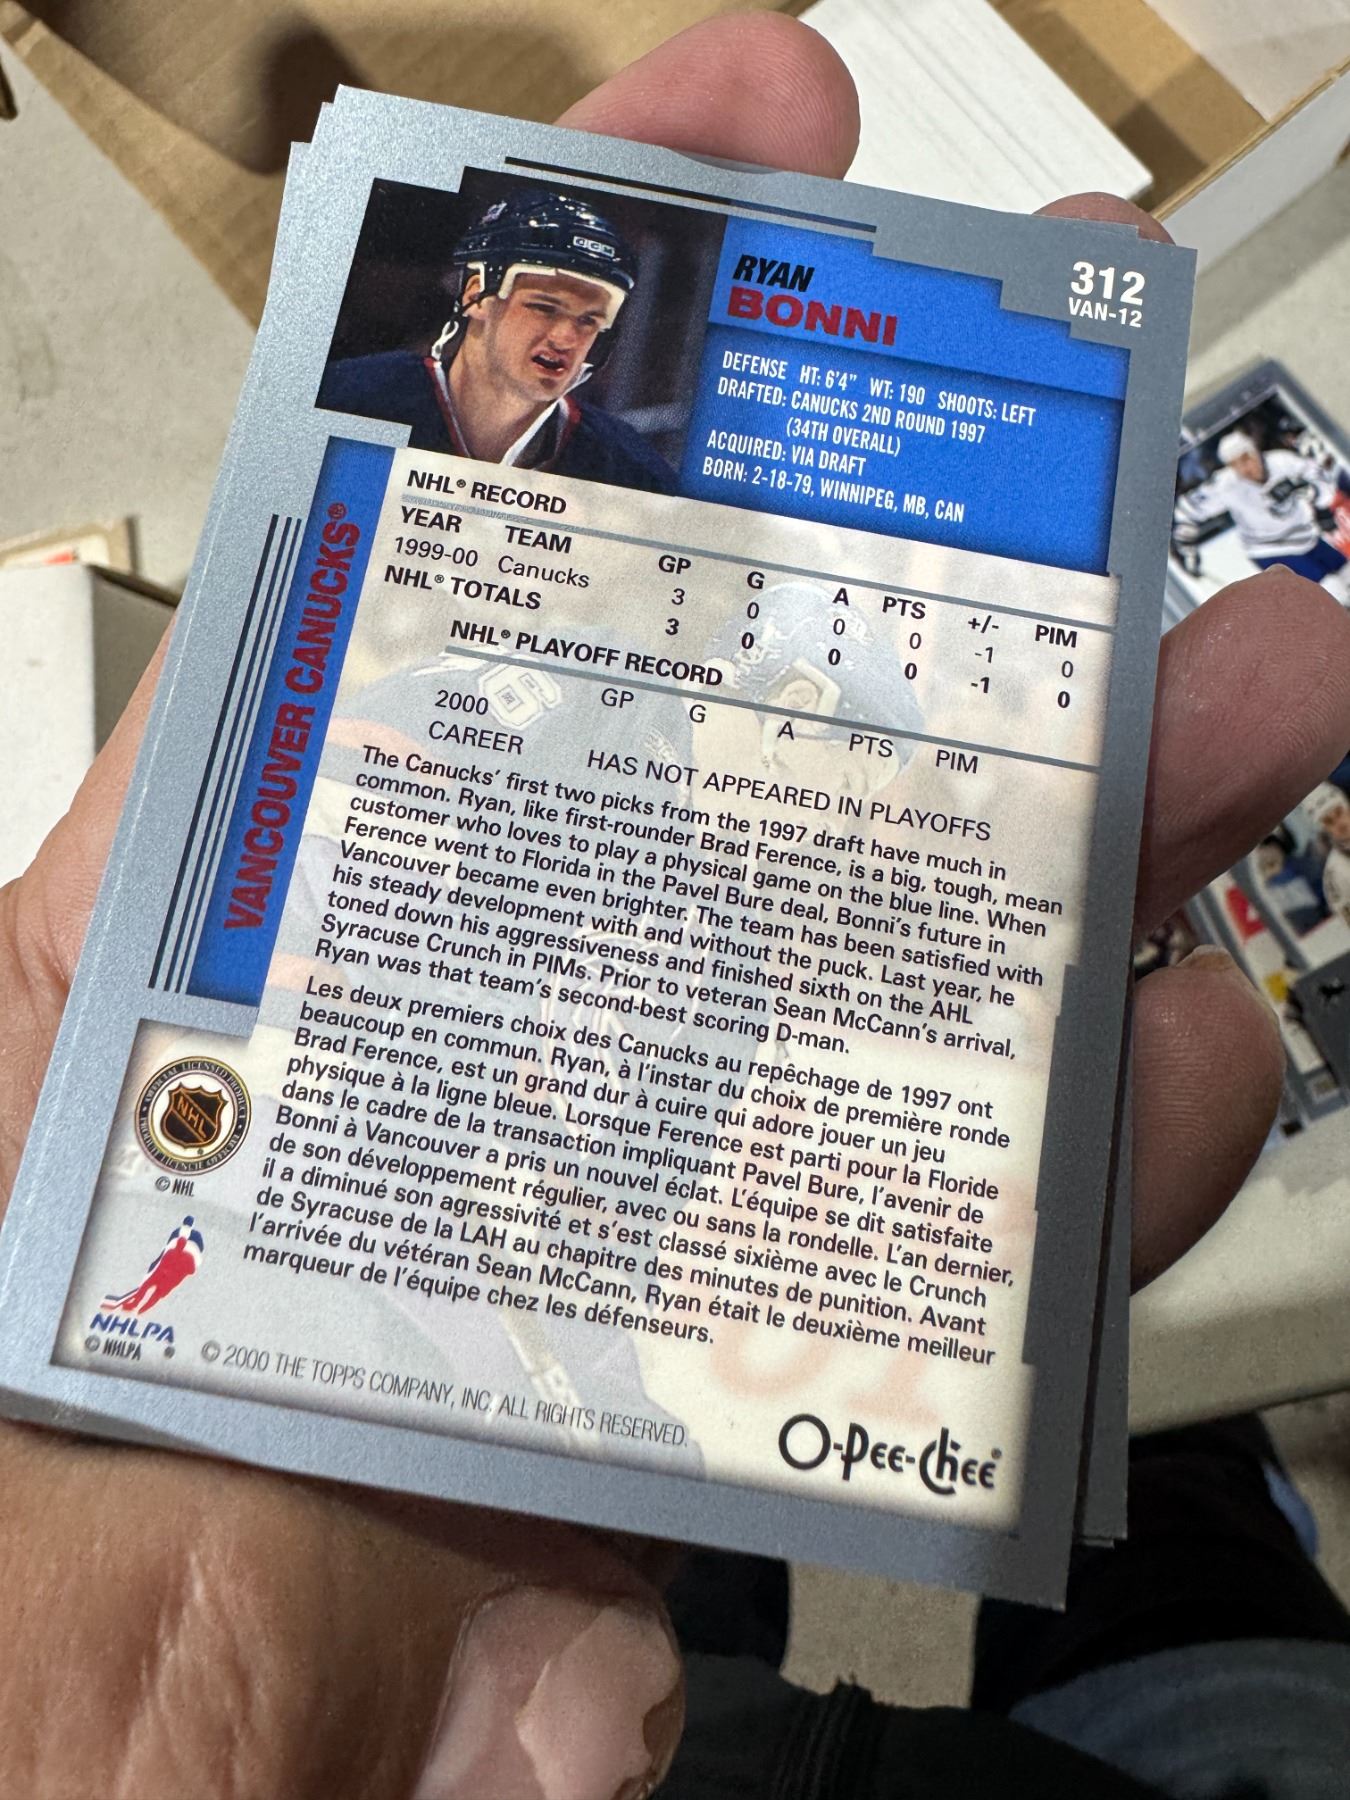 CCM
RYAN
BONNI
312
VAN-12
DEFENSE HT: 6'4" WT: 190 SHOOTS: LEFT
DRAFTED: CANUCKS 2ND ROUND 1997
(34TH OVERALL)
ACQUIRED: VIA DRAFT
BORN: 2-18-79, WINNIPEG, MB, CAN
VANCOUVER CANUCKS®
NHL® RECORD
YEAR TEAM GP G A PTS +/- PIM
1999-00 Canucks 3 0 0 0 -1 0
NHL® TOTALS 3 0 0 0 -1 0
NHL® PLAYOFF RECORD
2000 GP G A PTS PIM
CAREER HAS NOT APPEARED IN PLAYOFFS
The Canucks' first two picks from the 1997 draft have much in
common. Ryan, like first-rounder Brad Ference, is a big, tough, mean
customer who loves to play a physical game on the blue line. When
Ference went to Florida in the Pavel Bure deal, Bonni's future in
Vancouver became even brighter. The team has been satisfied with
his steady development with and without the puck. Last year, he
toned down his aggressiveness and finished sixth on the AHL
Syracuse Crunch in PIMs. Prior to veteran Sean McCann's arrival,
Ryan was that team's second-best scoring D-man.
Les deux premiers choix des Canucks au repêchage de 1997 ont
beaucoup en commun. Ryan, à l'instar du choix de première ronde
Brad Ference, est un grand dur à cuire qui adore jouer un jeu
physique à la ligne bleue. Lorsque Ference est parti pour la Floride
dans le cadre de la transaction impliquant Pavel Bure, l'avenir de
Bonni à Vancouver a pris un nouvel éclat. L'équipe se dit satisfaite
de son développement régulier, avec ou sans la rondelle. L'an dernier,
il a diminué son agressivité et s'est classé sixième avec le Crunch
de Syracuse de la LAH au chapitre des minutes de punition. Avant
l'arrivée du vétéran Sean McCann, Ryan était le deuxième meilleur
marqueur de l'équipe chez les défenseurs.
OFFICIAL LICENSED PRODUCT
NHL
PRODUIT LICENCIÉ OFFICIEL
© NHL
NHLPA
© NHLPA
© 2000 THE TOPPS COMPANY, INC. ALL RIGHTS RESERVED.
O-Pee-Chee®